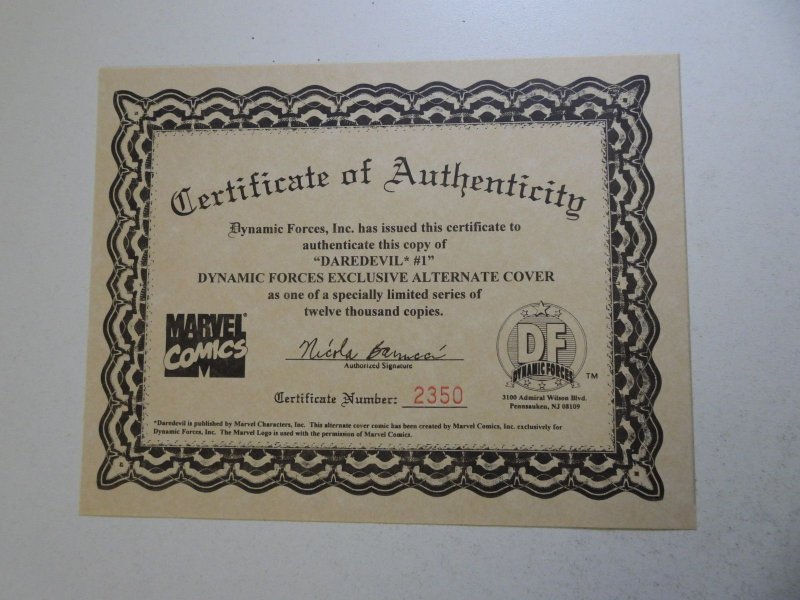 Certificate of Authenticity
Dynamic Forces, Inc. has issued this certificate to
authenticate this copy of
"DAREDEVIL* #1"
DYNAMIC FORCES EXCLUSIVE ALTERNATE COVER
as one of a specially limited series of
twelve thousand copies.
MARVEL
COMICS
M
Nicola Barrucci
Authorized Signature
Certificate Number: 2350
DF
DYNAMIC FORCES
TM
3100 Admiral Wilson Blvd.
Pennsauken, NJ 08109
*Daredevil is published by Marvel Characters, Inc. This alternate cover comic has been created by Marvel Comics, Inc. exclusively for
Dynamic Forces, Inc. The Marvel Logo is used with the permission of Marvel Comics.